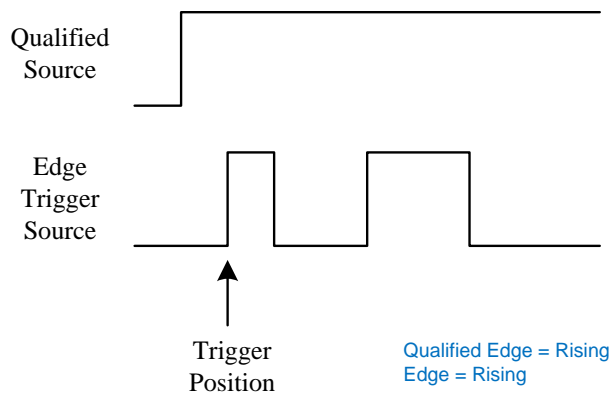 Qualified
Source
Edge
Trigger
Source
Trigger
Position
Qualified Edge = Rising
Edge = Rising